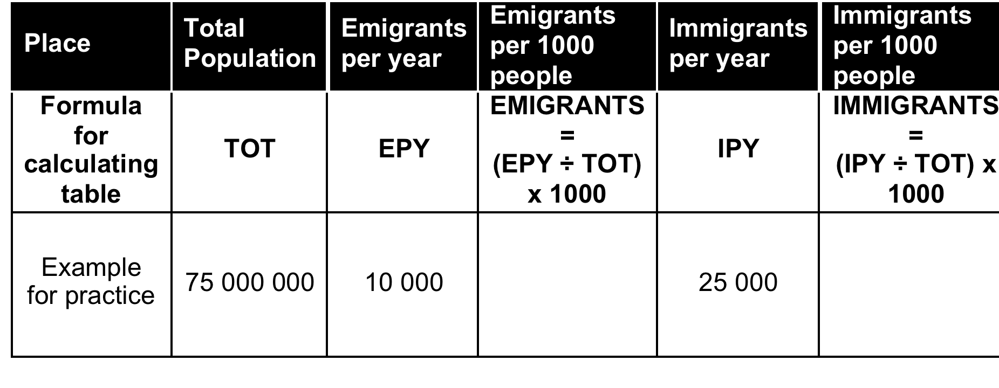 Place
Total
Population
Emigrants
per year
Emigrants
per 1000
people
Immigrants
per year
Immigrants
per 1000
people
Formula
for
calculating
table
TOT
EPY
EMIGRANTS
=
(EPY ÷ TOT)
x 1000
IPY
IMMIGRANTS
=
(IPY ÷ TOT) x
1000
Example
for practice
75 000 000
10 000
25 000